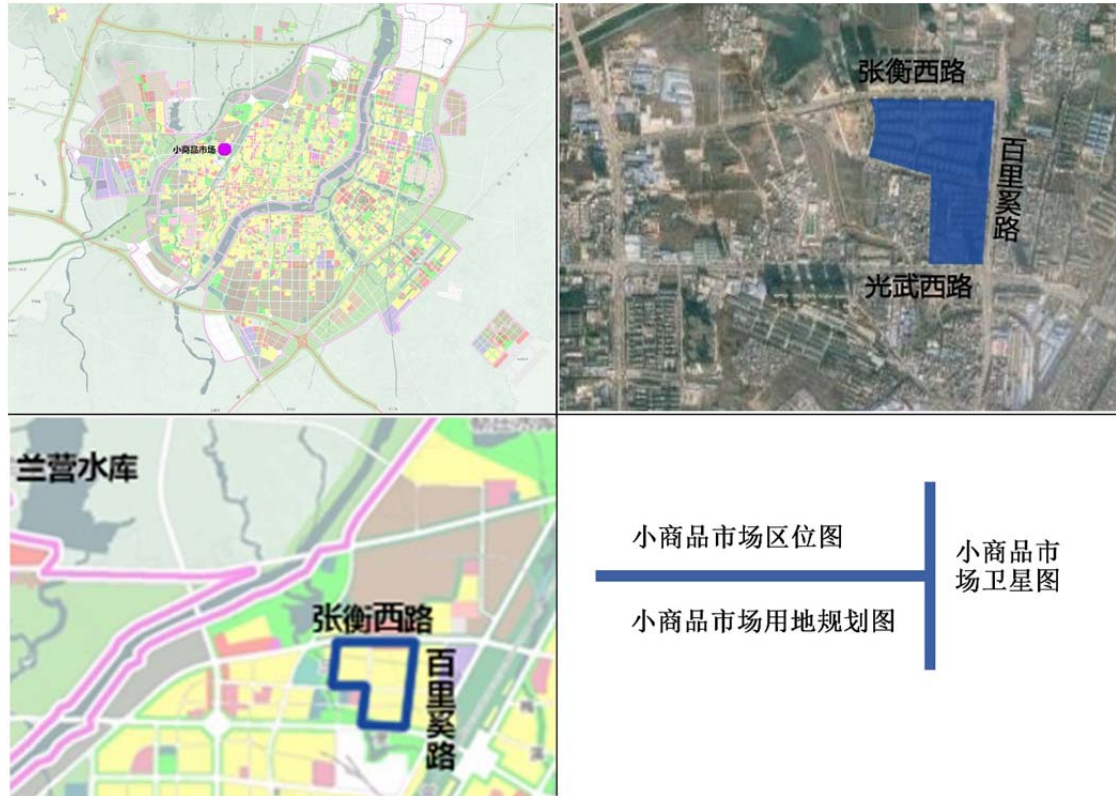 小商品市场
张衡西路
百里奚路
光武西路
兰营水库
张衡西路
百里奚路
小商品市场区位图
小商品市场用地规划图
小商品市
场卫星图